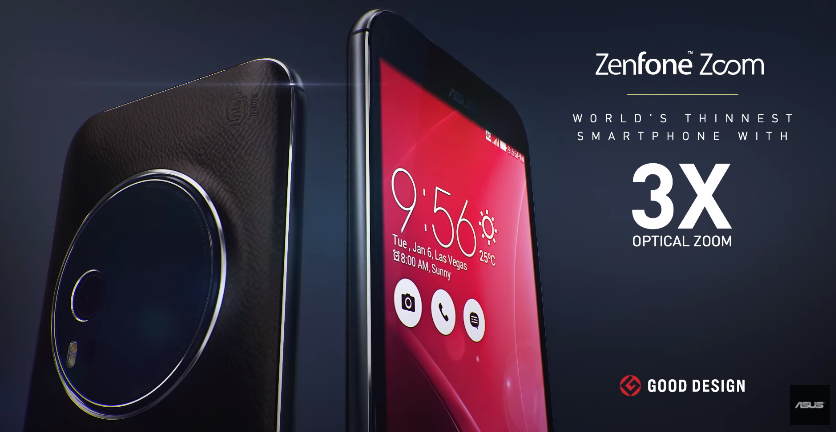 ASUS
9:56
25°C
Tue , Jan 6, Las Vegas
8:00 AM, Sunny
Zenfone™ Zoom
WORLD'S THINNEST
SMARTPHONE WITH
3X
OPTICAL ZOOM
GOOD DESIGN
ASUS